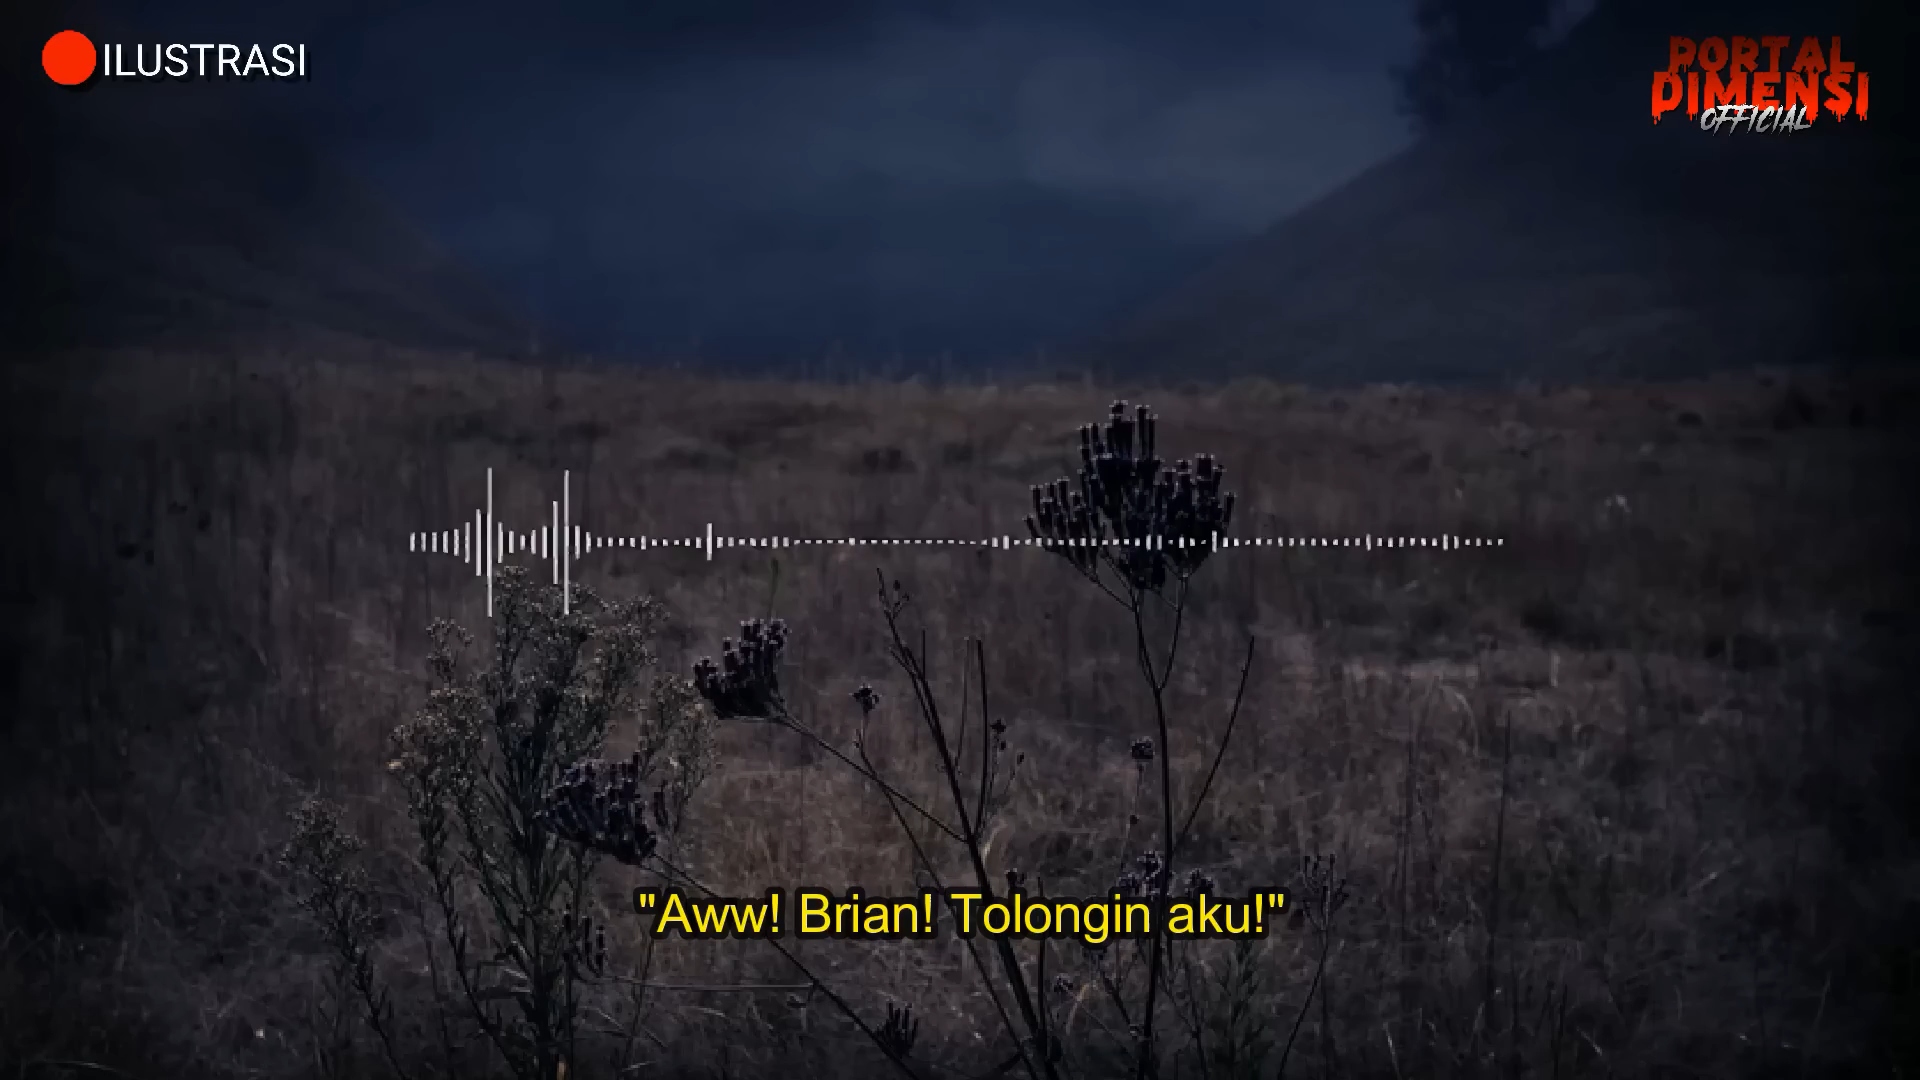 ILUSTRASI
PORTAL
DIMENSI
OFFICIAL
"Aww! Brian! Tolongin aku!"